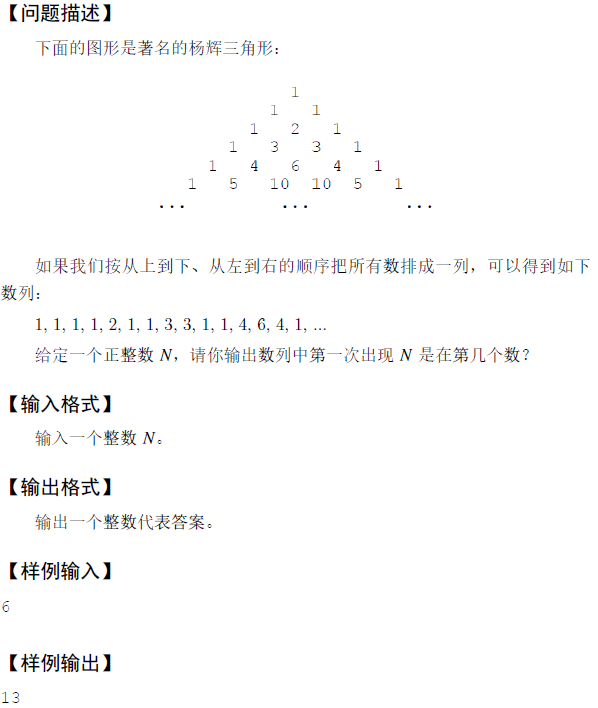 【问题描述】
下面的图形是著名的杨辉三角形：
1
1 1
1 2 1
1 3 3 1
1 4 6 4 1
1 5 10 10 5 1
... ... ...
如果我们按从上到下、从左到右的顺序把所有数排成一列，可以得到如下
数列：
1, 1, 1, 1, 2, 1, 1, 3, 3, 1, 1, 4, 6, 4, 1, ...
给定一个正整数 N，请你输出数列中第一次出现 N 是在第几个数？
【输入格式】
输入一个整数 N。
【输出格式】
输出一个整数代表答案。
【样例输入】
6
【样例输出】
13